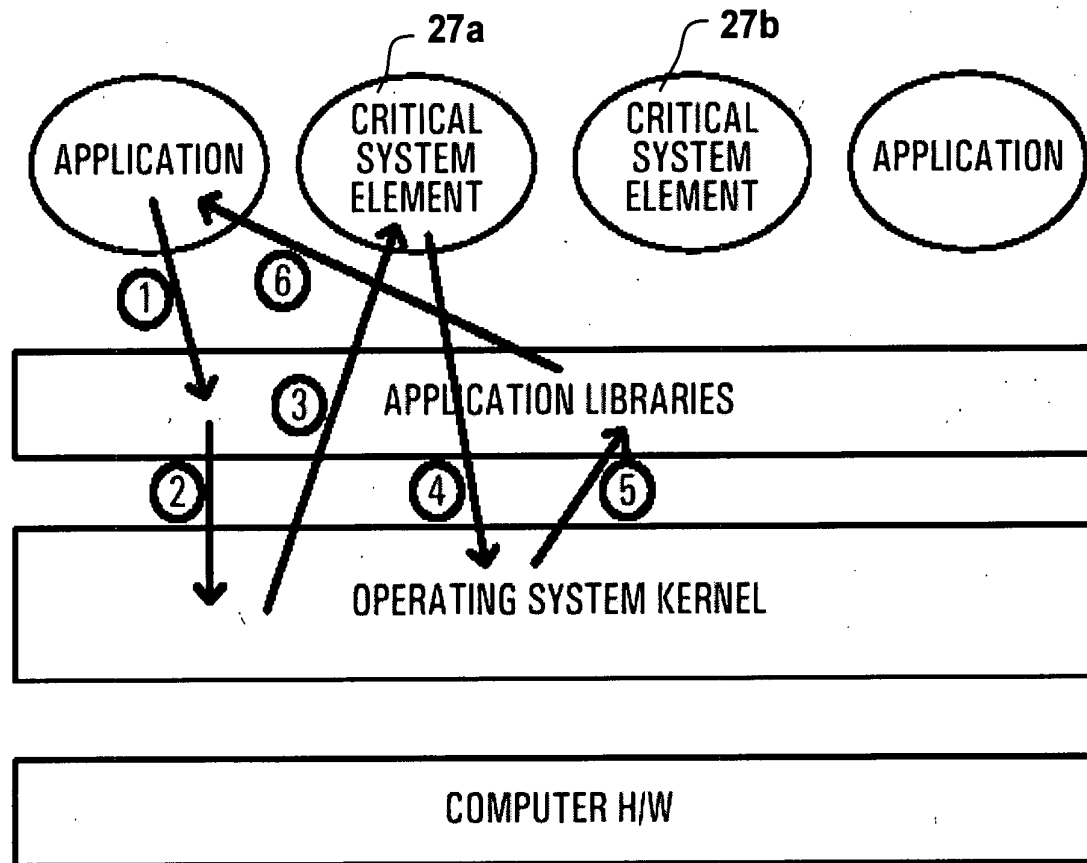 27a
27b
APPLICATION
CRITICAL
SYSTEM
ELEMENT
CRITICAL
SYSTEM
ELEMENT
APPLICATION
1
6
3
APPLICATION LIBRARIES
2
4
5
OPERATING SYSTEM KERNEL
COMPUTER H/W